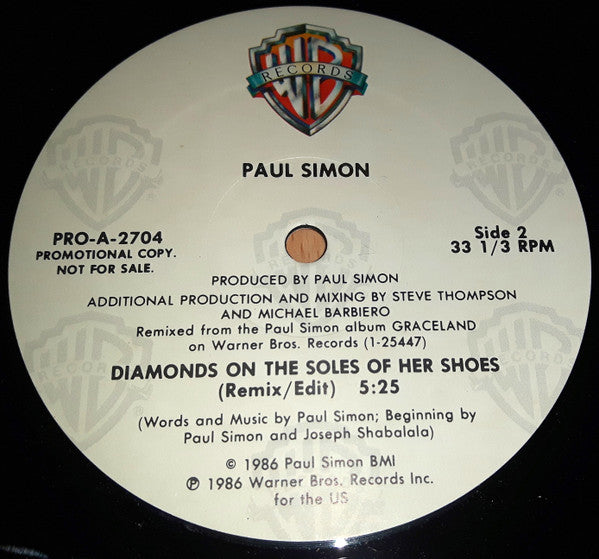 WB
RECORDS
PAUL SIMON
PRO-A-2704
PROMOTIONAL COPY.
NOT FOR SALE.
Side 2
33 1/3 RPM
PRODUCED BY PAUL SIMON
ADDITIONAL PRODUCTION AND MIXING BY STEVE THOMPSON
AND MICHAEL BARBIERO
Remixed from the Paul Simon album GRACELAND
on Warner Bros. Records (1-25447)
DIAMONDS ON THE SOLES OF HER SHOES
(Remix/Edit) 5:25
(Words and Music by Paul Simon; Beginning by
Paul Simon and Joseph Shabalala)
© 1986 Paul Simon BMI
℗ 1986 Warner Bros. Records Inc.
for the US